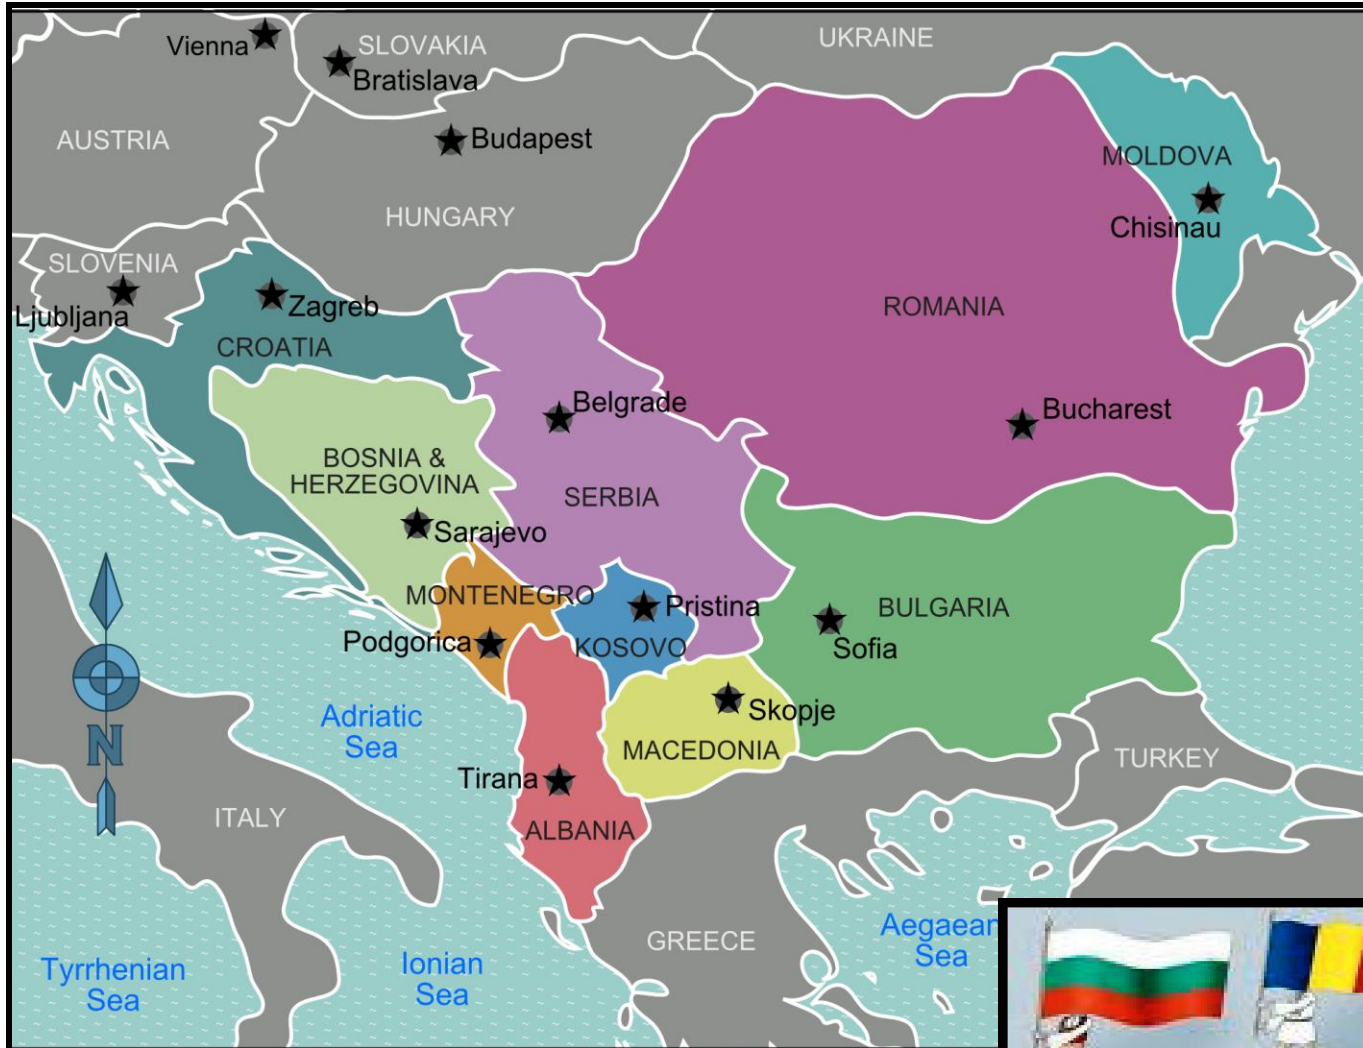 Vienna
SLOVAKIA
Bratislava
UKRAINE
AUSTRIA
Budapest
HUNGARY
MOLDOVA
Chisinau
SLOVENIA
Ljubljana
Zagreb
CROATIA
ROMANIA
Belgrade
Bucharest
BOSNIA &
HERZEGOVINA
SERBIA
Sarajevo
MONTENEGRO
Pristina
BULGARIA
Podgorica
KOSOVO
Sofia
Adriatic
Sea
Skopje
MACEDONIA
TURKEY
N
Tirana
ITALY
ALBANIA
GREECE
Aegaean
Sea
Tyrrhenian
Sea
Ionian
Sea